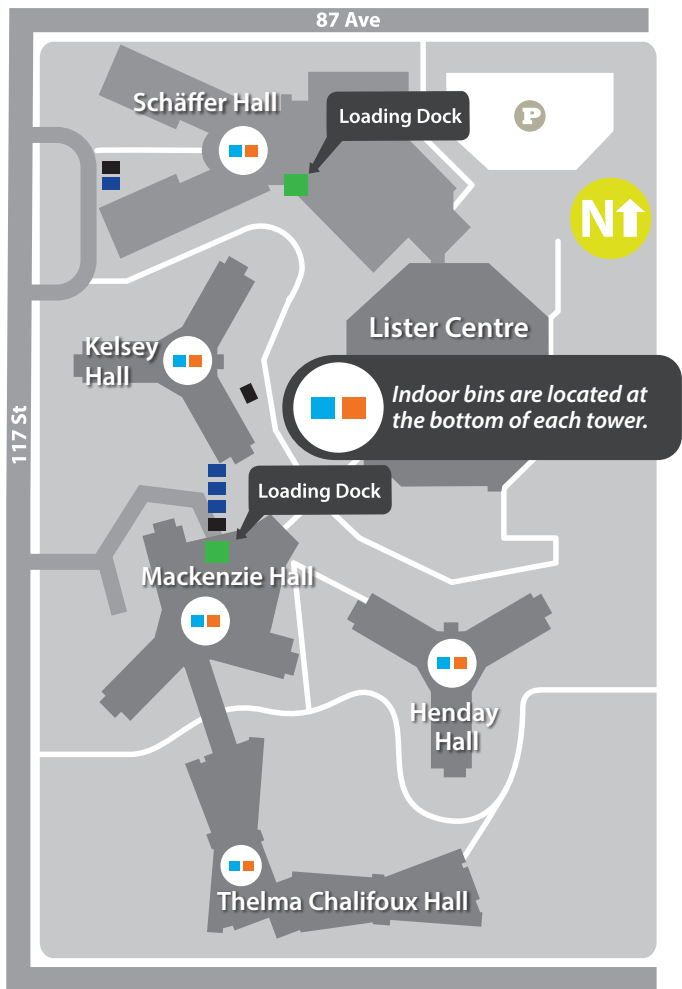 87 Ave
Schäffer Hall
Loading Dock
P
N
Lister Centre
Kelsey
Hall
Indoor bins are located at
the bottom of each tower.
117 St
Loading Dock
Mackenzie Hall
Henday
Hall
Thelma Chalifoux Hall